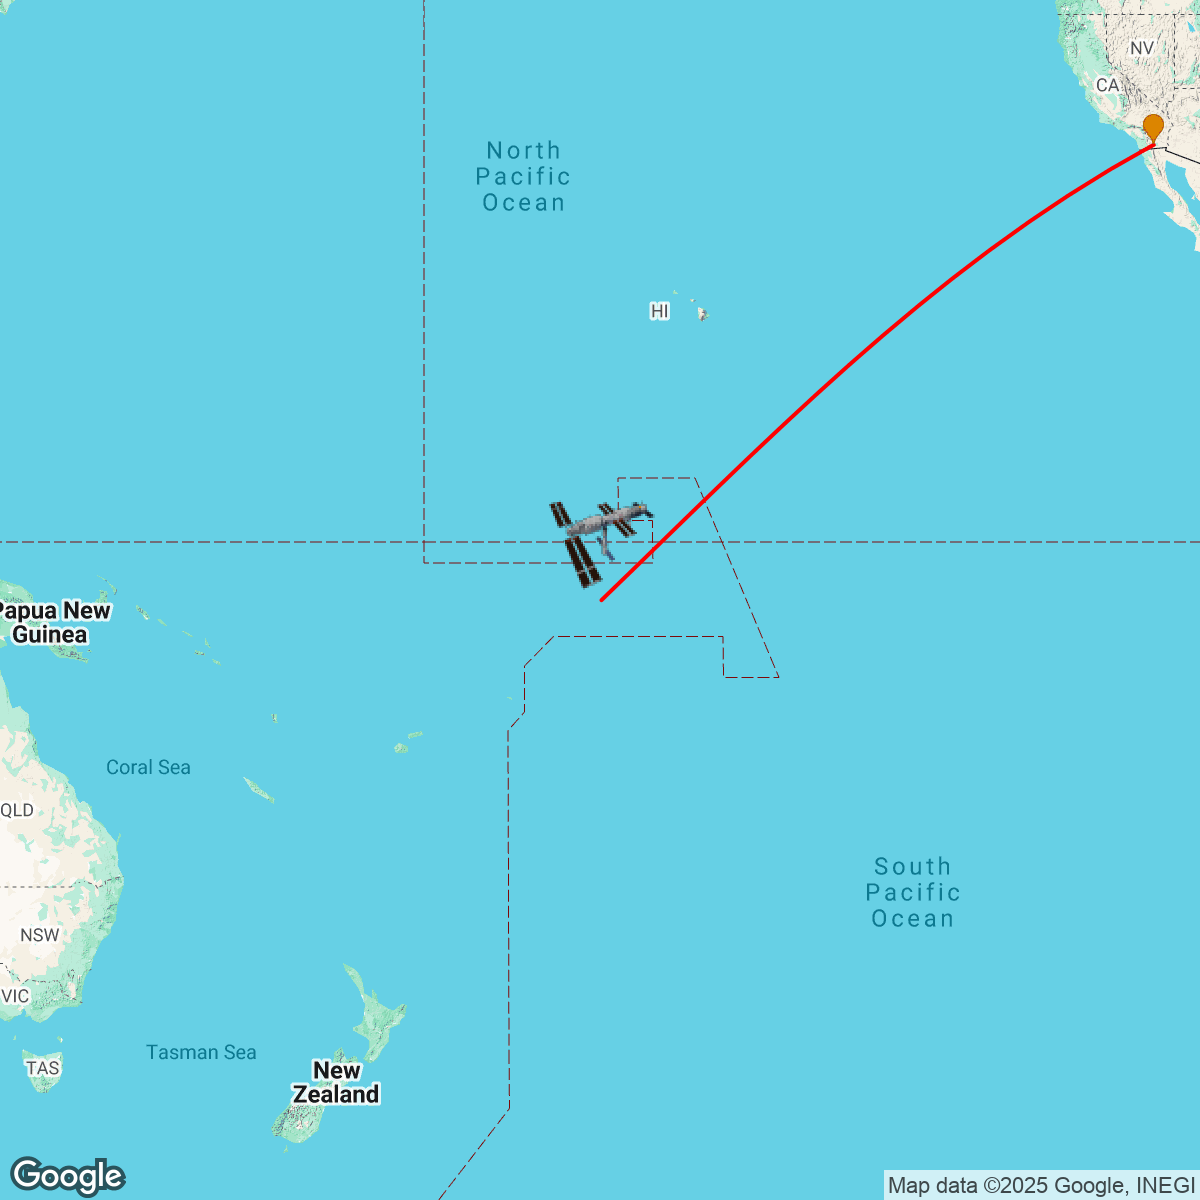 NV
CA
North
Pacific
Ocean
HI
Papua New
Guinea
Coral Sea
QLD
South
Pacific
Ocean
NSW
VIC
Tasman Sea
TAS
New
Zealand
Google
Map data ©2025 Google, INEGI